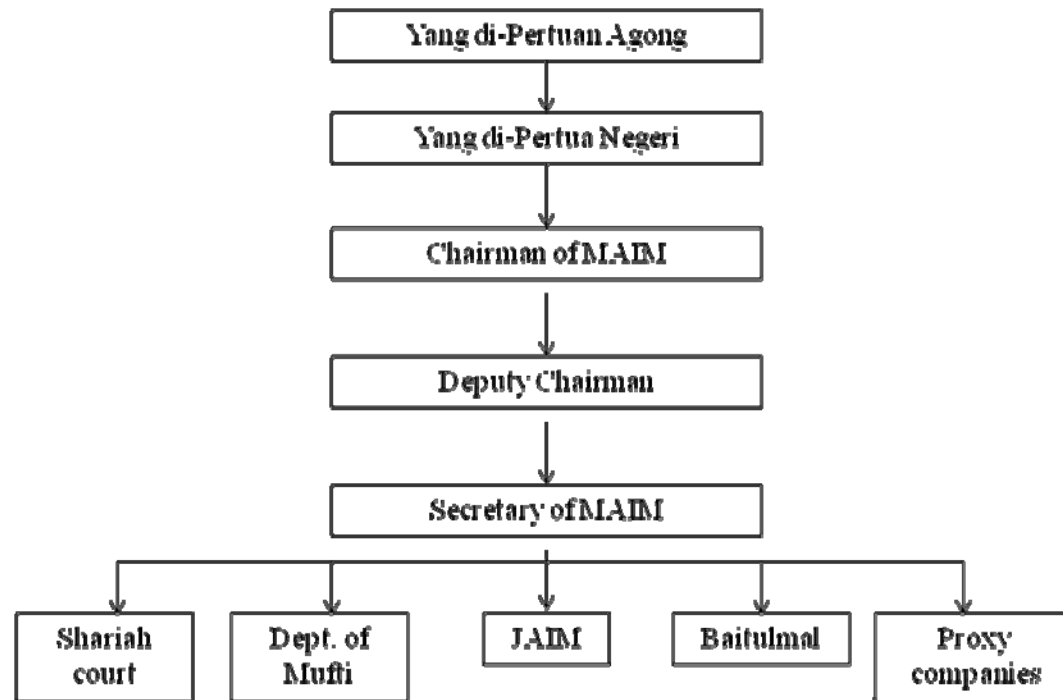 Yang di-Pertuan Agong
Yang di-Pertua Negeri
Chairman of MAIM
Deputy Chairman
Secretary of MAIM
Shariah
court
Dept. of
Mufti
JAIM
Baitulmal
Proxy
companies